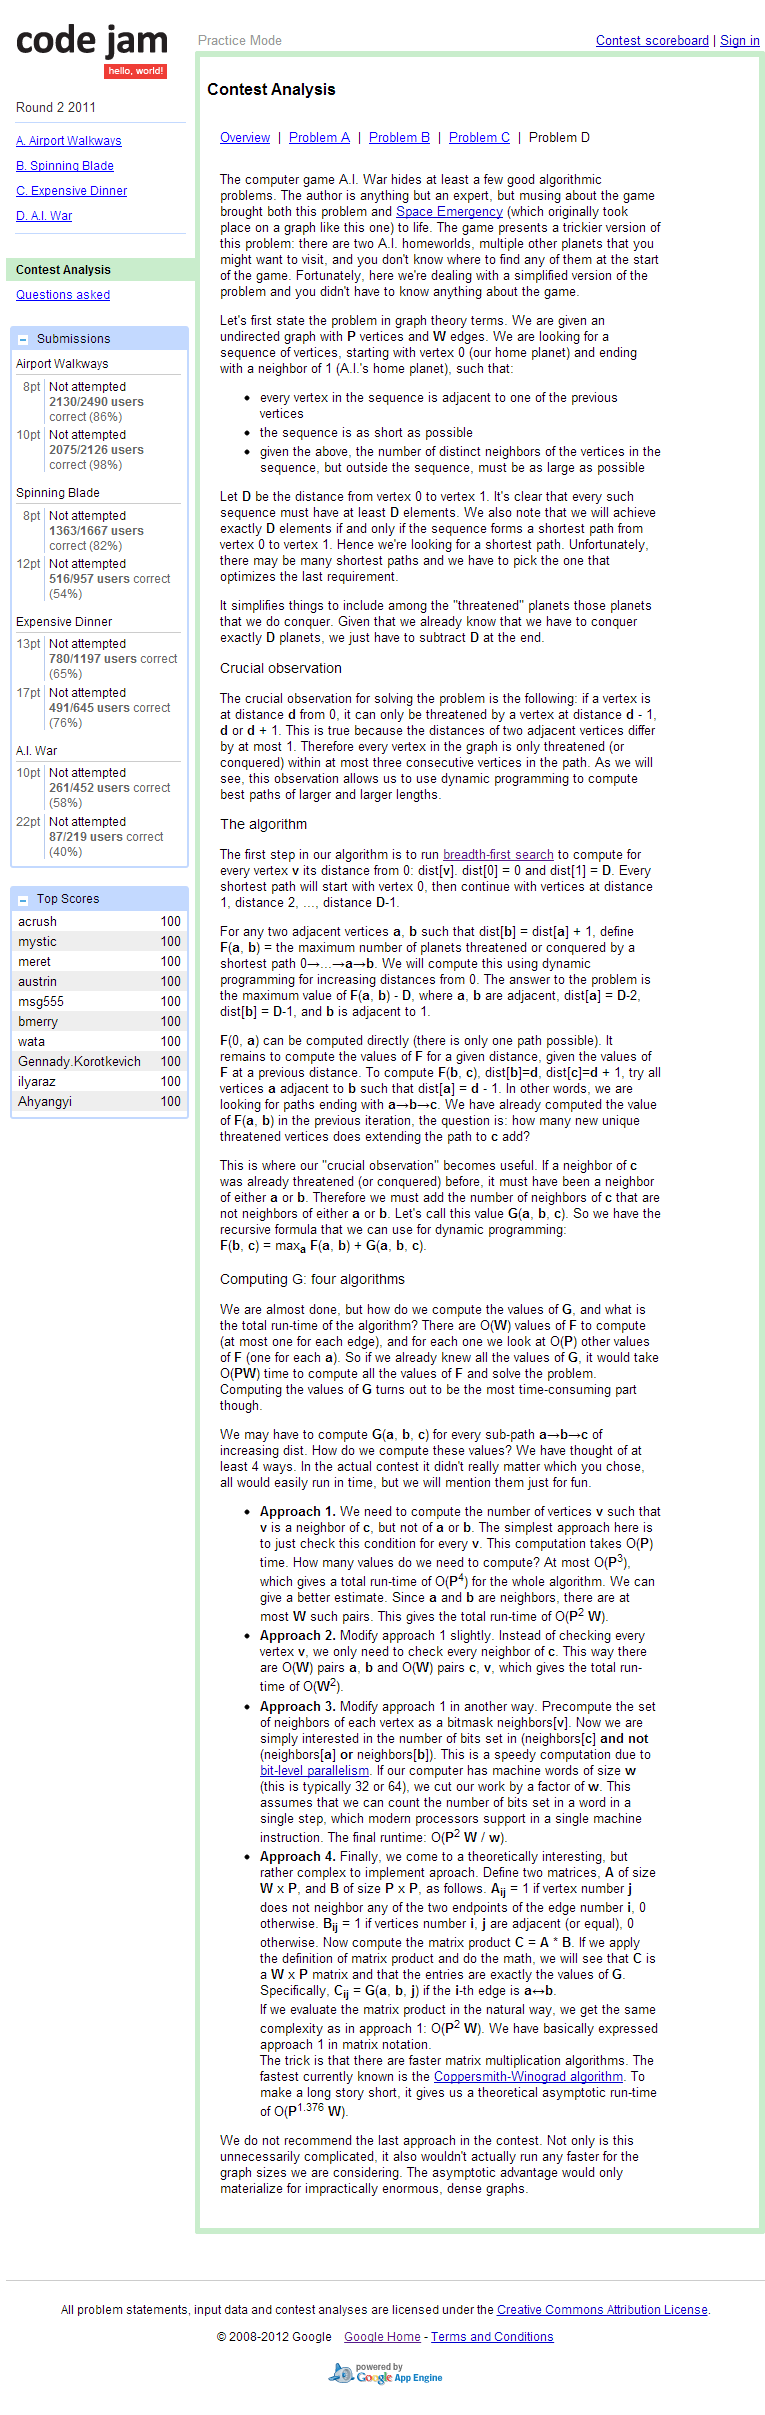 code jam
hello, world!
Practice Mode
Contest scoreboard | Sign in
Round 2 2011
A. Airport Walkways
B. Spinning Blade
C. Expensive Dinner
D. A.I. War
Contest Analysis
Questions asked
Submissions
Airport Walkways
8pt Not attempted
2130/2490 users
correct (86%)
10pt Not attempted
2075/2126 users
correct (98%)
Spinning Blade
8pt Not attempted
1363/1667 users
correct (82%)
12pt Not attempted
516/957 users correct
(54%)
Expensive Dinner
13pt Not attempted
780/1197 users correct
(65%)
17pt Not attempted
491/645 users correct
(76%)
A.I. War
10pt Not attempted
261/452 users correct
(58%)
22pt Not attempted
87/219 users correct
(40%)
Top Scores
acrush 100
mystic 100
meret 100
austrin 100
msg555 100
bmerry 100
wata 100
Gennady.Korotkevich 100
ilyaraz 100
Ahyangyi 100
Contest Analysis
Overview | Problem A | Problem B | Problem C | Problem D
The computer game A.I. War hides at least a few good algorithmic
problems. The author is anything but an expert, but musing about the game
brought both this problem and Space Emergency (which originally took
place on a graph like this one) to life. The game presents a trickier version of
this problem: there are two A.I. homeworlds, multiple other planets that you
might want to visit, and you don't know where to find any of them at the start
of the game. Fortunately, here we're dealing with a simplified version of the
problem and you didn't have to know anything about the game.
Let's first state the problem in graph theory terms. We are given an
undirected graph with P vertices and W edges. We are looking for a
sequence of vertices, starting with vertex 0 (our home planet) and ending
with a neighbor of 1 (A.I.'s home planet), such that:
• every vertex in the sequence is adjacent to one of the previous
vertices
• the sequence is as short as possible
• given the above, the number of distinct neighbors of the vertices in the
sequence, but outside the sequence, must be as large as possible
Let D be the distance from vertex 0 to vertex 1. It's clear that every such
sequence must have at least D elements. We also note that we will achieve
exactly D elements if and only if the sequence forms a shortest path from
vertex 0 to vertex 1. Hence we're looking for a shortest path. Unfortunately,
there may be many shortest paths and we have to pick the one that
optimizes the last requirement.
It simplifies things to include among the "threatened" planets those planets
that we do conquer. Given that we already know that we have to conquer
exactly D planets, we just have to subtract D at the end.
Crucial observation
The crucial observation for solving the problem is the following: if a vertex is
at distance d from 0, it can only be threatened by a vertex at distance d - 1,
d or d + 1. This is true because the distances of two adjacent vertices differ
by at most 1. Therefore every vertex in the graph is only threatened (or
conquered) within at most three consecutive vertices in the path. As we will
see, this observation allows us to use dynamic programming to compute
best paths of larger and larger lengths.
The algorithm
The first step in our algorithm is to run breadth-first search to compute for
every vertex v its distance from 0: dist[v]. dist[0] = 0 and dist[1] = D. Every
shortest path will start with vertex 0, then continue with vertices at distance
1, distance 2, ..., distance D-1.
For any two adjacent vertices a, b such that dist[b] = dist[a] + 1, define
F(a, b) = the maximum number of planets threatened or conquered by a
shortest path 0→...→a→b. We will compute this using dynamic
programming for increasing distances from 0. The answer to the problem is
the maximum value of F(a, b) - D, where a, b are adjacent, dist[a] = D-2,
dist[b] = D-1, and b is adjacent to 1.
F(0, a) can be computed directly (there is only one path possible). It
remains to compute the values of F for a given distance, given the values of
F at a previous distance. To compute F(b, c), dist[b]=d, dist[c]=d + 1, try all
vertices a adjacent to b such that dist[a] = d - 1. In other words, we are
looking for paths ending with a→b→c. We have already computed the value
of F(a, b) in the previous iteration, the question is: how many new unique
threatened vertices does extending the path to c add?
This is where our "crucial observation" becomes useful. If a neighbor of c
was already threatened (or conquered) before, it must have been a neighbor
of either a or b. Therefore we must add the number of neighbors of c that are
not neighbors of either a or b. Let's call this value G(a, b, c). So we have the
recursive formula that we can use for dynamic programming:
F(b, c) = maxa F(a, b) + G(a, b, c).
Computing G: four algorithms
We are almost done, but how do we compute the values of G, and what is
the total run-time of the algorithm? There are O(W) values of F to compute
(at most one for each edge), and for each one we look at O(P) other values
of F (one for each a). So if we already knew all the values of G, it would take
O(PW) time to compute all the values of F and solve the problem.
Computing the values of G turns out to be the most time-consuming part
though.
We may have to compute G(a, b, c) for every sub-path a→b→c of
increasing dist. How do we compute these values? We have thought of at
least 4 ways. In the actual contest it didn't really matter which you chose,
all would easily run in time, but we will mention them just for fun.
• Approach 1. We need to compute the number of vertices v such that
v is a neighbor of c, but not of a or b. The simplest approach here is
to just check this condition for every v. This computation takes O(P)
time. How many values do we need to compute? At most O(P3),
which gives a total run-time of O(P4) for the whole algorithm. We can
give a better estimate. Since a and b are neighbors, there are at
most W such pairs. This gives the total run-time of O(P2 W).
• Approach 2. Modify approach 1 slightly. Instead of checking every
vertex v, we only need to check every neighbor of c. This way there
are O(W) pairs a, b and O(W) pairs c, v, which gives the total run-
time of O(W2).
• Approach 3. Modify approach 1 in another way. Precompute the set
of neighbors of each vertex as a bitmask neighbors[v]. Now we are
simply interested in the number of bits set in (neighbors[c] and not
(neighbors[a] or neighbors[b]). This is a speedy computation due to
bit-level parallelism. If our computer has machine words of size w
(this is typically 32 or 64), we cut our work by a factor of w. This
assumes that we can count the number of bits set in a word in a
single step, which modern processors support in a single machine
instruction. The final runtime: O(P2 W / w).
• Approach 4. Finally, we come to a theoretically interesting, but
rather complex to implement aproach. Define two matrices, A of size
W x P, and B of size P x P, as follows. Aij = 1 if vertex number j
does not neighbor any of the two endpoints of the edge number i, 0
otherwise. Bij = 1 if vertices number i, j are adjacent (or equal), 0
otherwise. Now compute the matrix product C = A * B. If we apply
the definition of matrix product and do the math, we will see that C is
a W x P matrix and that the entries are exactly the values of G.
Specifically, Cij = G(a, b, j) if the i-th edge is a↔b.
If we evaluate the matrix product in the natural way, we get the same
complexity as in approach 1: O(P2 W). We have basically expressed
approach 1 in matrix notation.
The trick is that there are faster matrix multiplication algorithms. The
fastest currently known is the Coppersmith-Winograd algorithm. To
make a long story short, it gives us a theoretical asymptotic run-time
of O(P1.376 W).
We do not recommend the last approach in the contest. Not only is this
unnecessarily complicated, it also wouldn't actually run any faster for the
graph sizes we are considering. The asymptotic advantage would only
materialize for impractically enormous, dense graphs.
All problem statements, input data and contest analyses are licensed under the Creative Commons Attribution License.
© 2008-2012 Google Google Home - Terms and Conditions
powered by
Google App Engine